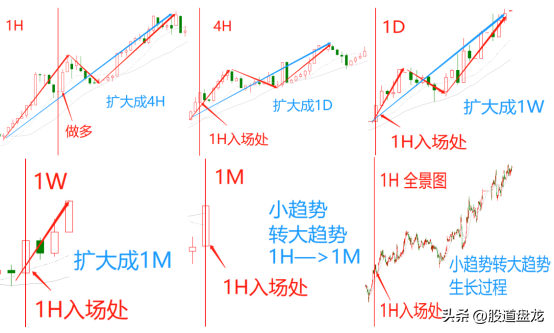 1H
扩大成4H
做多
4H
扩大成1D
1H入场处
1D
扩大成1W
1H入场处
1W
扩大成1M
1H入场处
1M
小趋势
转大趋势
1H—>1M
1H入场处
1H 全景图
小趋势转大趋势
生长过程
1H入场处
头条 @股道盘龙